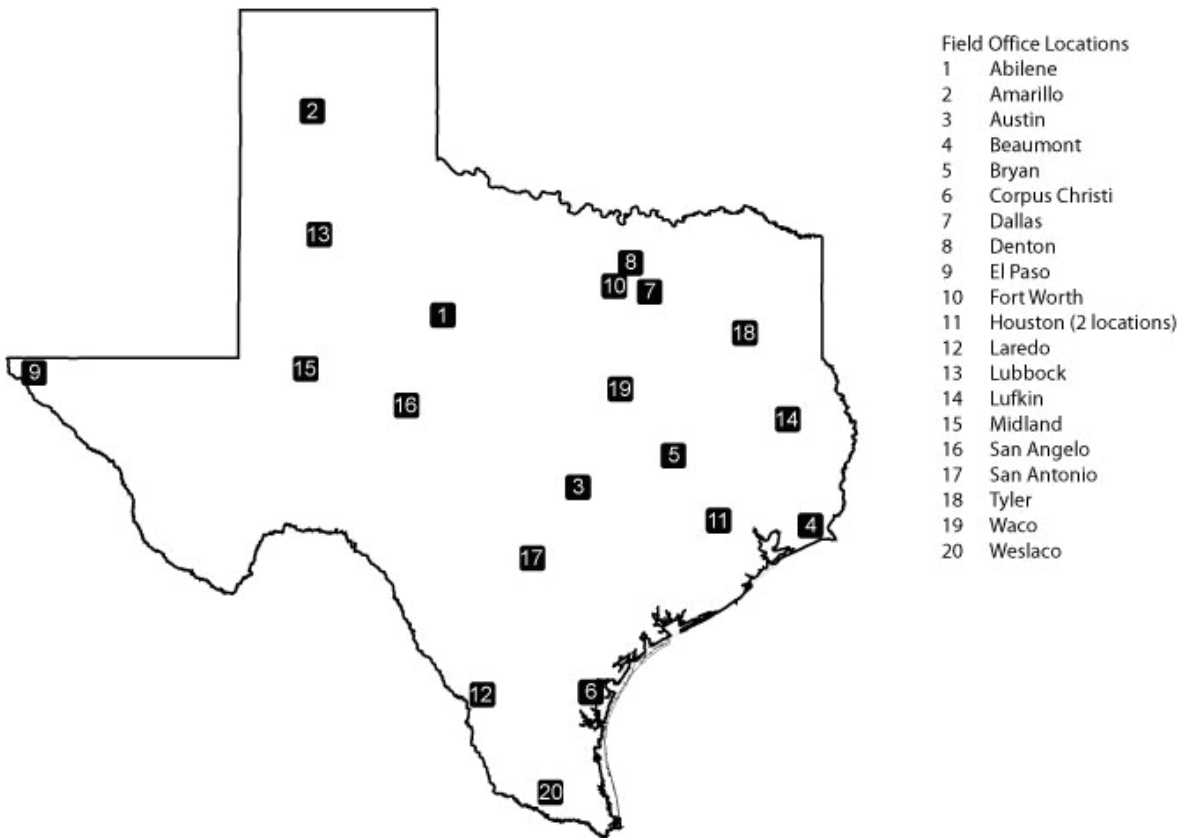 Field Office Locations
1 Abilene
2 Amarillo
3 Austin
4 Beaumont
5 Bryan
6 Corpus Christi
7 Dallas
8 Denton
9 El Paso
10 Fort Worth
11 Houston (2 locations)
12 Laredo
13 Lubbock
14 Lufkin
15 Midland
16 San Angelo
17 San Antonio
18 Tyler
19 Waco
20 Weslaco
2
13
8
10
7
1
18
9
15
19
16
14
5
3
11
4
17
12
6
20